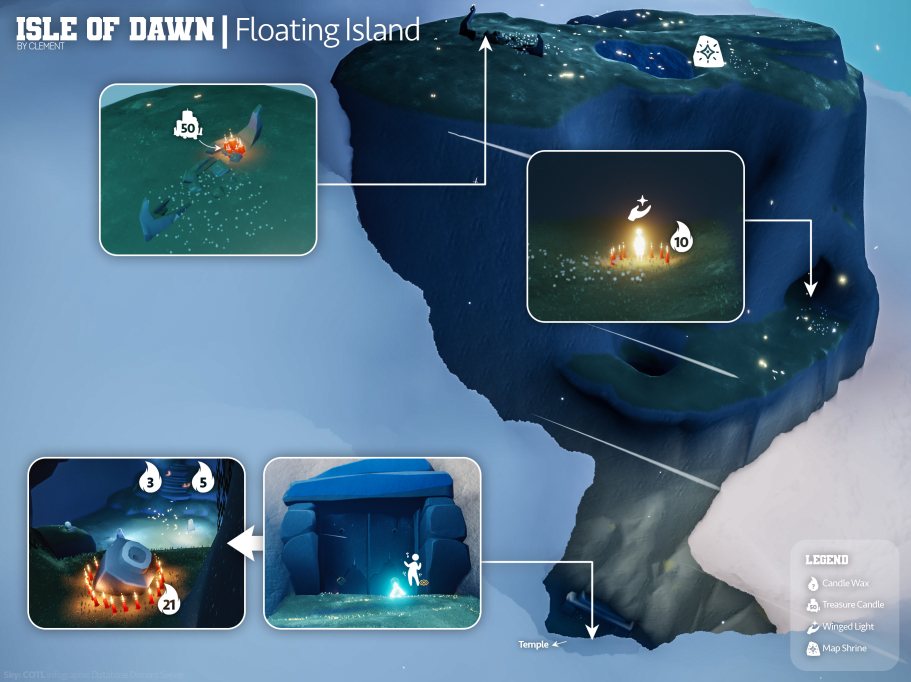 ISLE OF DAWN | Floating Island
BY CLEMENT
50
10
3
5
21
Temple
LEGEND
Candle Wax
Treasure Candle
Winged Light
Map Shrine